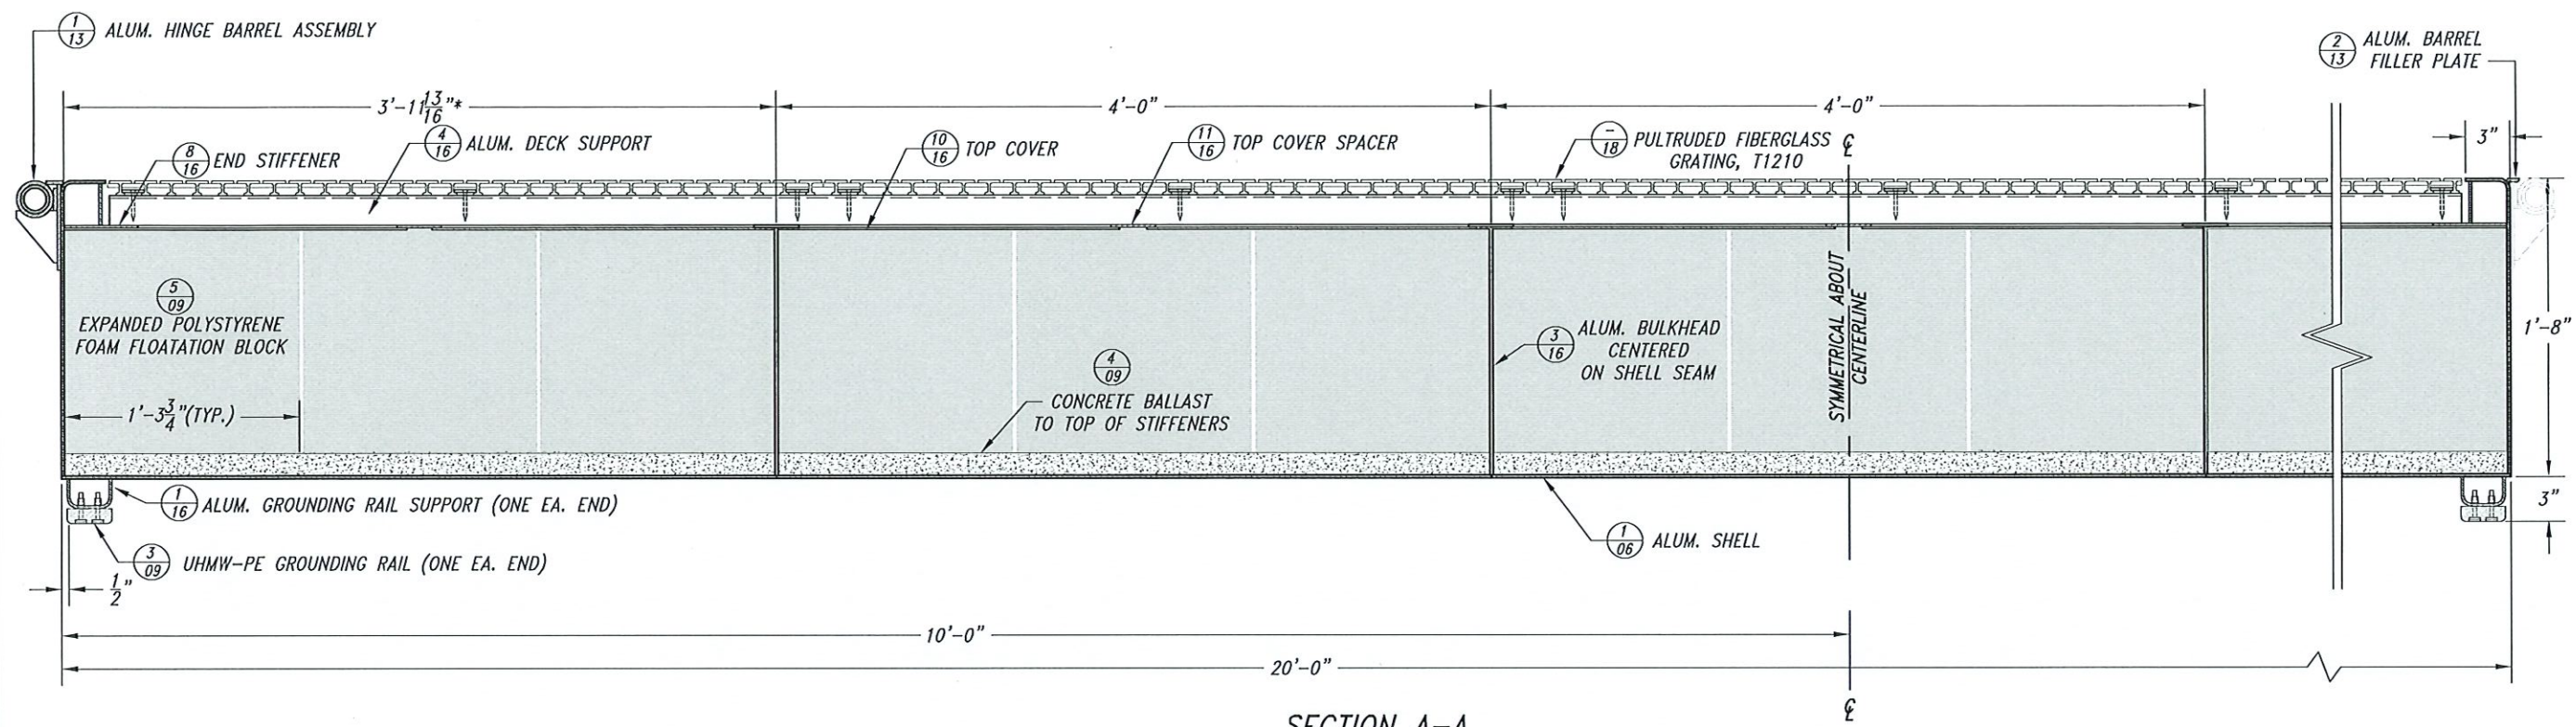 1
13
ALUM. HINGE BARREL ASSEMBLY
2
13
ALUM. BARREL
FILLER PLATE
3'-11 13/16"*
4'-0"
4'-0"
3"
8
16
END STIFFENER
4
16
ALUM. DECK SUPPORT
10
16
TOP COVER
11
16
TOP COVER SPACER
-
18
PULTRUDED FIBERGLASS
GRATING, T1210
℄
5
09
EXPANDED POLYSTYRENE
FOAM FLOATATION BLOCK
1'-3 3/4"(TYP.)
4
09
CONCRETE BALLAST
TO TOP OF STIFFENERS
3
16
ALUM. BULKHEAD
CENTERED
ON SHELL SEAM
SYMMETRICAL ABOUT
CENTERLINE
1'-8"
3"
1
16
ALUM. GROUNDING RAIL SUPPORT (ONE EA. END)
3
09
UHMW-PE GROUNDING RAIL (ONE EA. END)
1/2"
1
06
ALUM. SHELL
10'-0"
20'-0"
℄
SECTION A-A